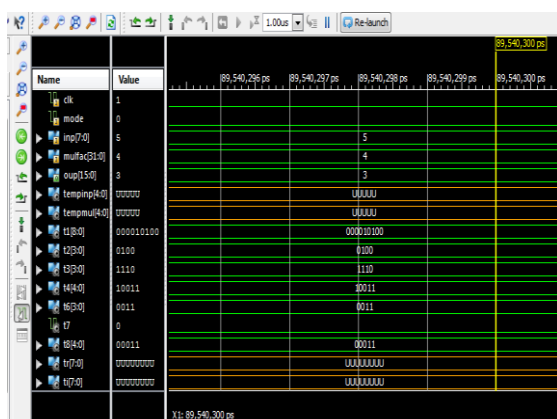 1.00us Re-launch
89,540,300 ps
Name Value 89,540,296 ps 89,540,297 ps 89,540,298 ps 89,540,299 ps 89,540,300 ps
clk 1
mode 0
inp[7:0] 5 5
mulfac[31:0] 4 4
oup[15:0] 3 3
tempinp[4:0] UUUUU UUUUU
tempmul[4:0] UUUUU UUUUU
t1[8:0] 000010100 000010100
t2[3:0] 0100 0100
t3[3:0] 1110 1110
t4[4:0] 10011 10011
t6[3:0] 0011 0011
t7 0
t8[4:0] 00011 00011
tr[7:0] UUUUUUUU UUUUUUUU
ti[7:0] UUUUUUUU UUUUUUUU
X1: 89,540,300 ps